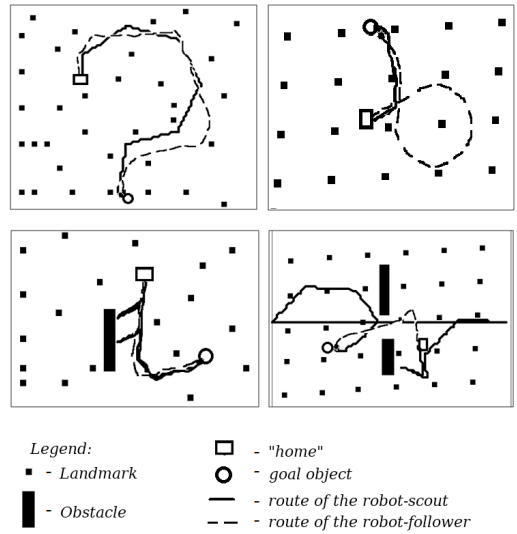 Legend:
- Landmark
- Obstacle
- "home"
- goal object
- route of the robot-scout
- route of the robot-follower